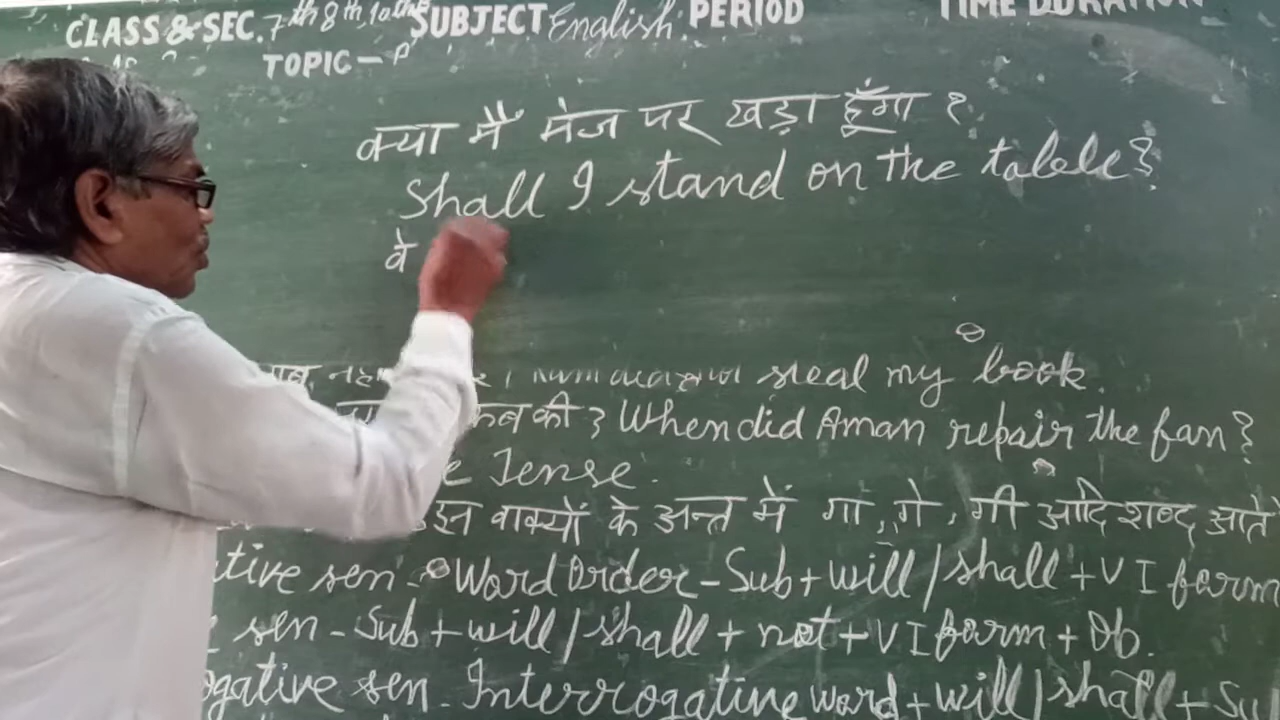 CLASS & SEC. 7th 8th 10th SUBJECT English. PERIOD TIME DURATION
TOPIC - P
क्या मैं मेज पर खड़ा हूँगा ?
Shall I stand on the table?
वे
steal my book.
कब की ? When did Aman repair the fan?
e Tense.
इस वाक्यों के अन्त में गा, गे, गी आदि शब्द आते
tive sen - Word Order - Sub + will / shall + V I form
sen - Sub + will / shall + not + V I form + Ob.
ogative sen. Interrogative word + will / shall + Su